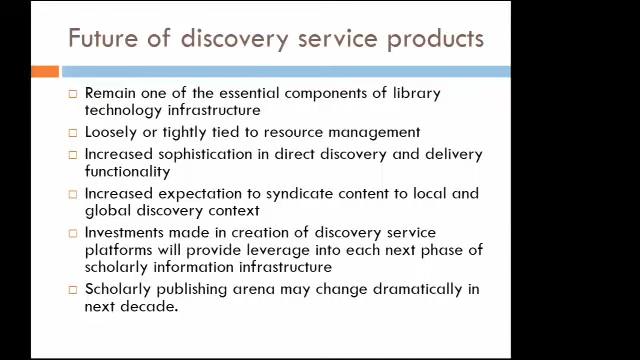 Future of discovery service products
Remain one of the essential components of library
technology infrastructure
Loosely or tightly tied to resource management
Increased sophistication in direct discovery and delivery
functionality
Increased expectation to syndicate content to local and
global discovery context
Investments made in creation of discovery service
platforms will provide leverage into each next phase of
scholarly information infrastructure
Scholarly publishing arena may change dramatically in
next decade.